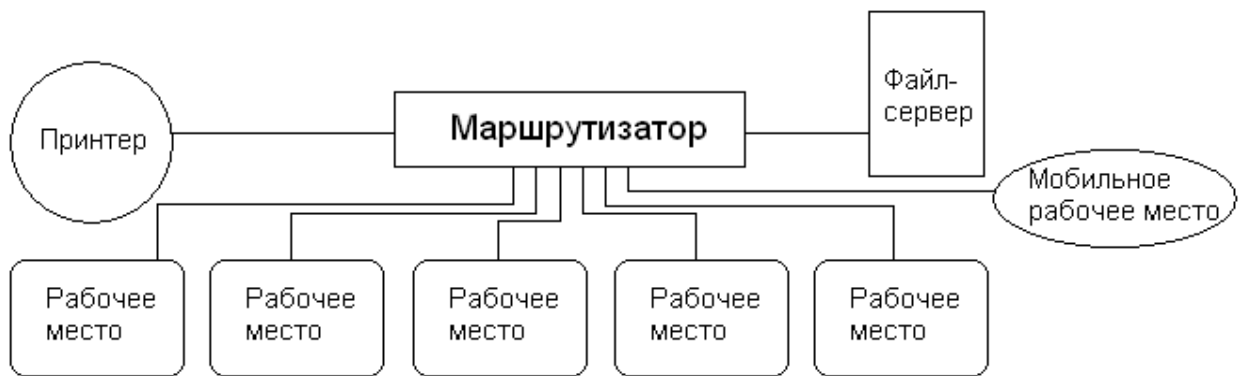 Принтер
Маршрутизатор
Файл-
сервер
Мобильное
рабочее место
Рабочее
место
Рабочее
место
Рабочее
место
Рабочее
место
Рабочее
место